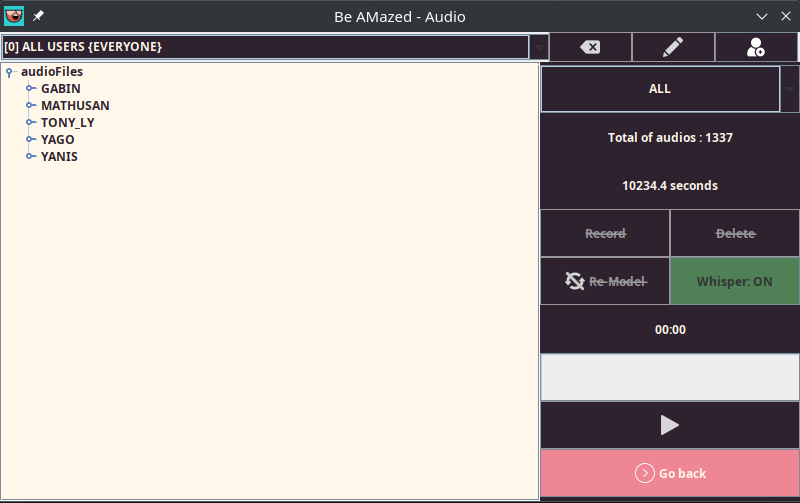 Be AMazed - Audio
[0] ALL USERS {EVERYONE}
audioFiles
GABIN
MATHUSAN
TONY_LY
YAGO
YANIS
ALL
Total of audios : 1337
10234.4 seconds
Record
Delete
Re-Model
Whisper: ON
00:00
Go back